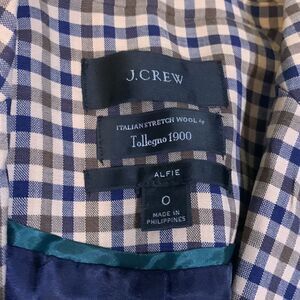 J.CREW
ITALIAN STRETCH WOOL by
Tollegno 1900
ALFIE
0
MADE IN
PHILIPPINES